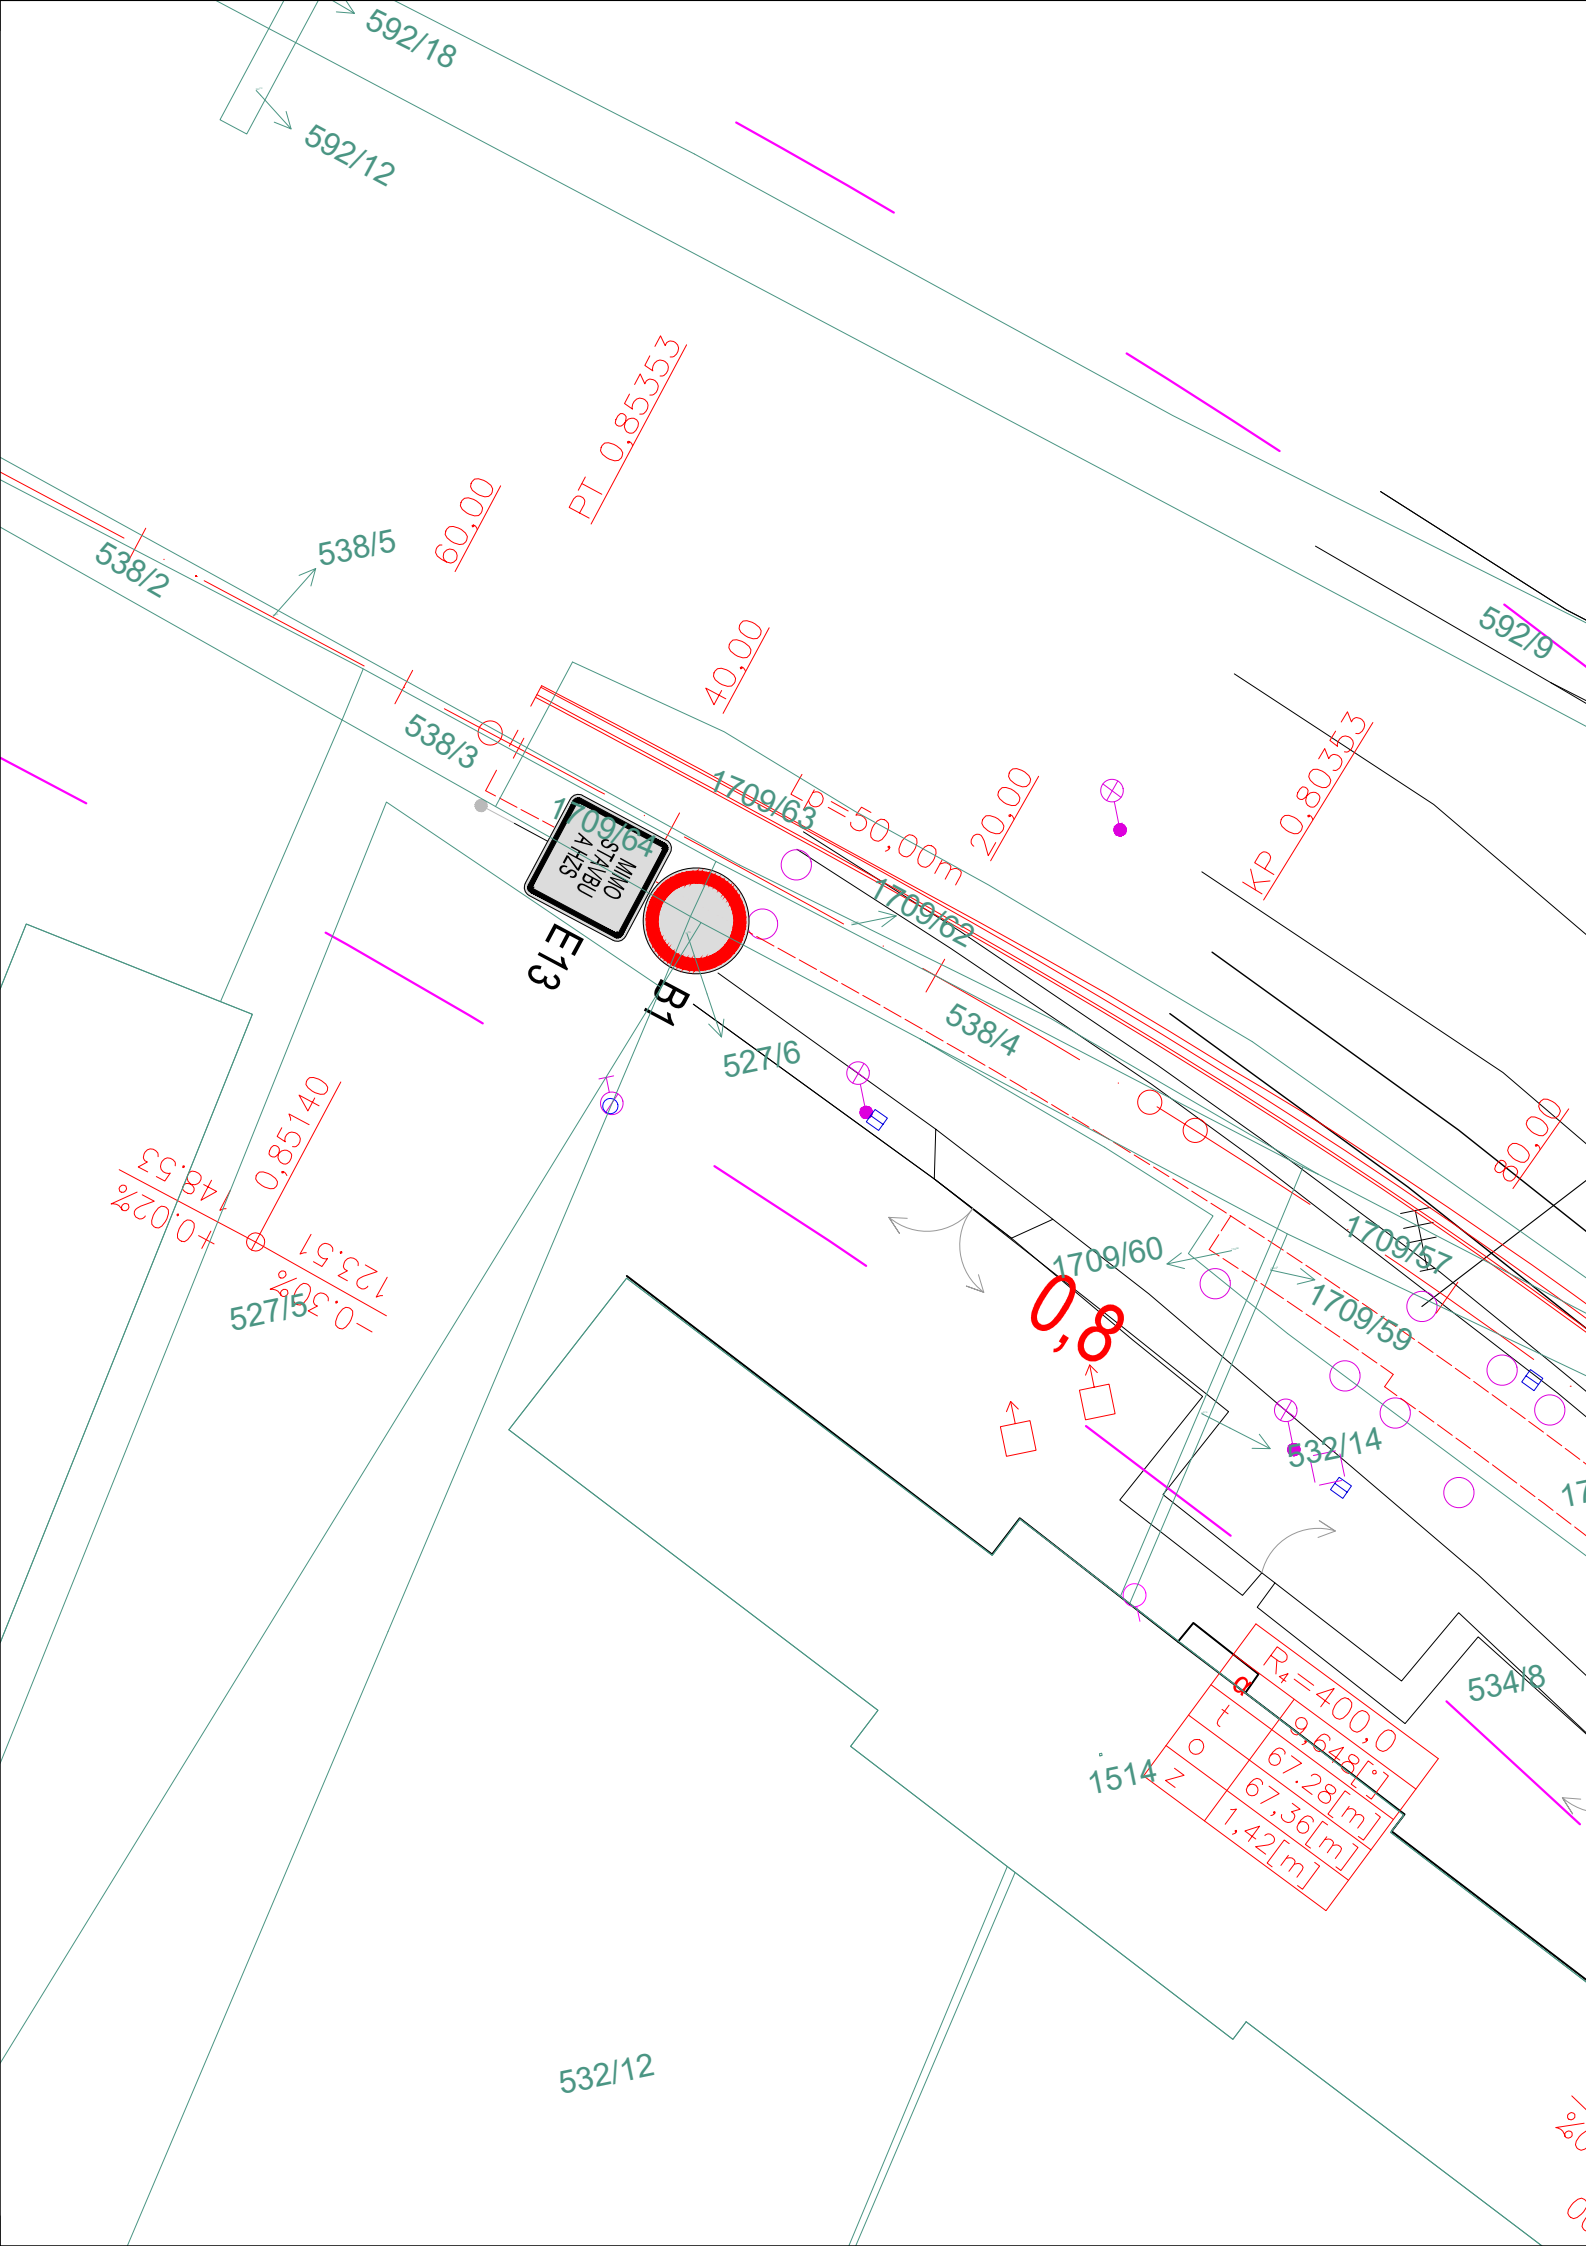 592/18
592/12
PT 0,85353
60,00
538/5
538/2
592/9
40,00
538/3
1709/63
Lp=50,00m
20,00
KP 0,80353
1709/64
MIMO
STAVBU
A HZS
1709/62
E13
B1
538/4
527/6
80,00
0,85140
148.53
+0.02%
123.51
-0.30%
527/5
1709/57
1709/60
1709/59
0,8
532/14
17
R4=400,0
α 9,648[°]
t 67.28[m]
o 67,36[m]
z 1,42[m]
534/8
1514
532/12